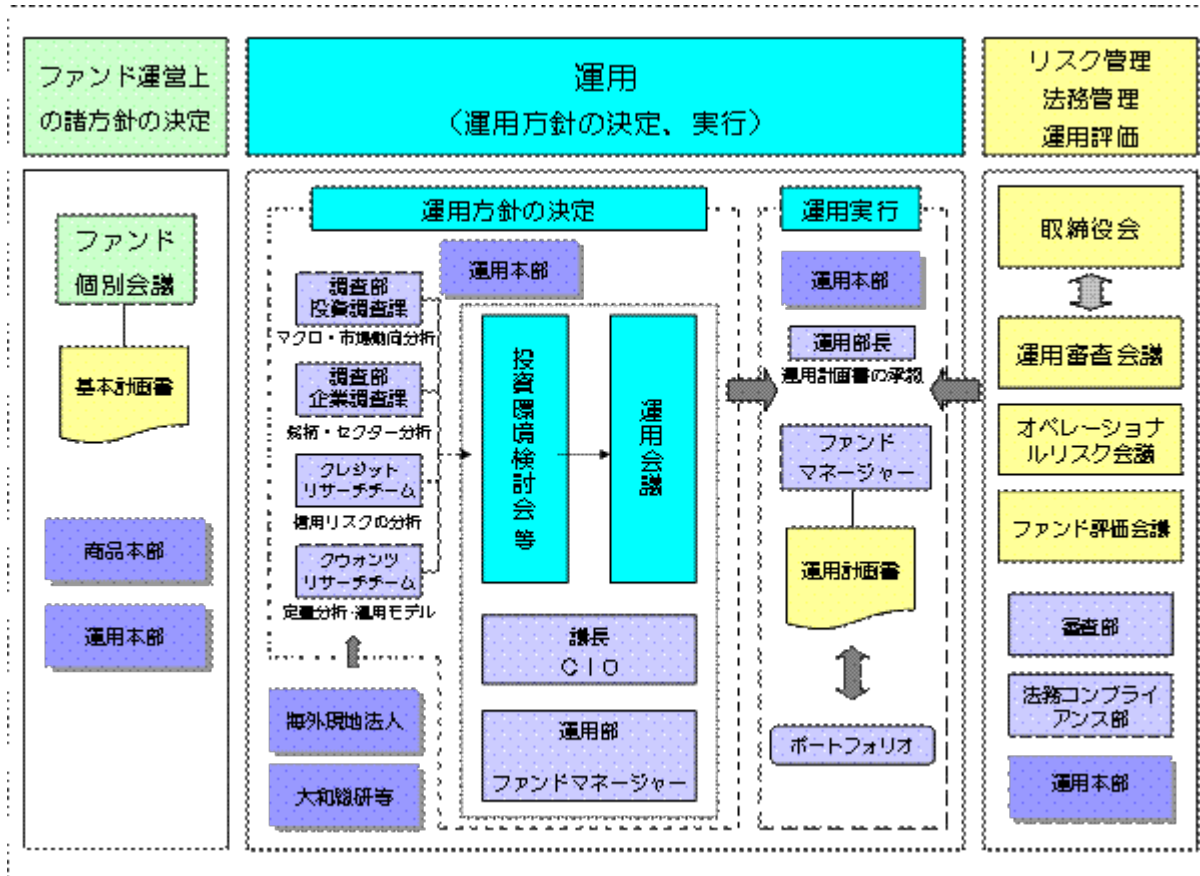 ファンド運営上
の諸方針の決定
運用
（運用方針の決定、実行）
リスク管理
法務管理
運用評価
ファンド
個別会議
基本計画書
商品本部
運用本部
運用方針の決定
運用本部
調査部
投資調査課
マクロ・市場動向分析
調査部
企業調査課
銘柄・セクター分析
クレジット
リサーチチーム
信用リスクの分析
クウォンツ
リサーチチーム
定量分析・運用モデル
海外現地法人
大和総研等
投資環境検討会等
運用会議
議長
ＣＩＯ
運用部
ファンドマネージャー
運用実行
運用本部
運用部長
運用計画書の承認
ファンド
マネージャー
運用計画書
ポートフォリオ
取締役会
運用審査会議
オペレーショナ
ルリスク会議
ファンド評価会議
審査部
法務コンプライ
アンス部
運用本部